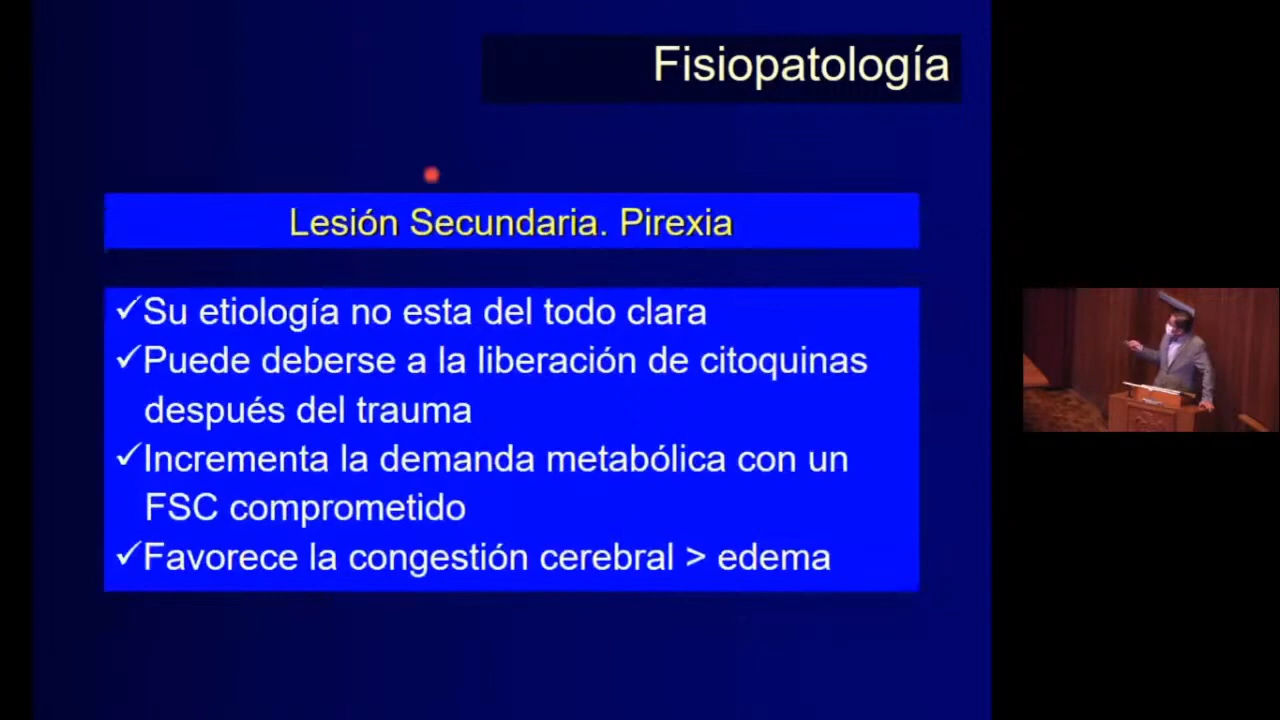 Fisiopatología
Lesión Secundaria. Pirexia
✓Su etiología no esta del todo clara
✓Puede deberse a la liberación de citoquinas
después del trauma
✓Incrementa la demanda metabólica con un
FSC comprometido
✓Favorece la congestión cerebral > edema